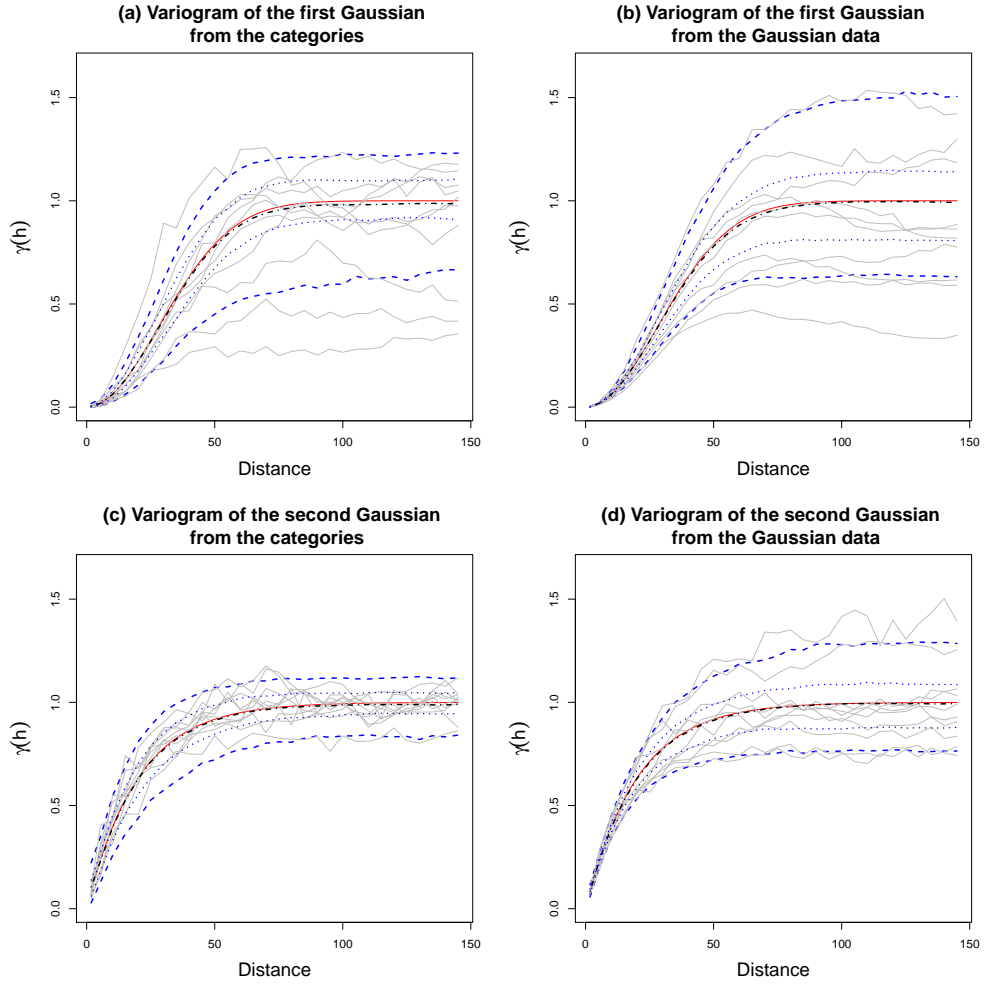 (a) Variogram of the first Gaussian
from the categories
γ(h)
1.5
1.0
0.5
0.0
0 50 100 150
Distance
(b) Variogram of the first Gaussian
from the Gaussian data
γ(h)
1.5
1.0
0.5
0.0
0 50 100 150
Distance
(c) Variogram of the second Gaussian
from the categories
γ(h)
1.5
1.0
0.5
0.0
0 50 100 150
Distance
(d) Variogram of the second Gaussian
from the Gaussian data
γ(h)
1.5
1.0
0.5
0.0
0 50 100 150
Distance